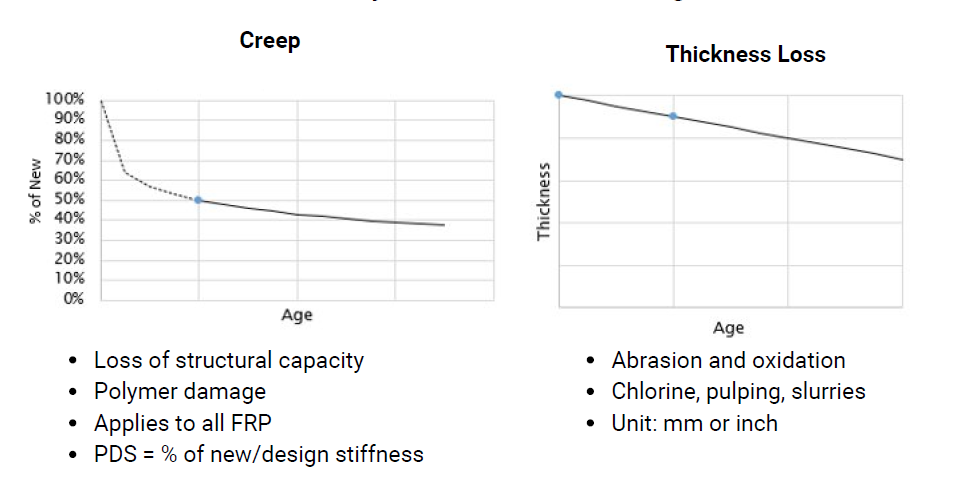 Creep
100%
90%
80%
70%
60%
50%
40%
30%
20%
10%
0%
% of New
Age
• Loss of structural capacity
• Polymer damage
• Applies to all FRP
• PDS = % of new/design stiffness
Thickness Loss
Thickness
Age
• Abrasion and oxidation
• Chlorine, pulping, slurries
• Unit: mm or inch